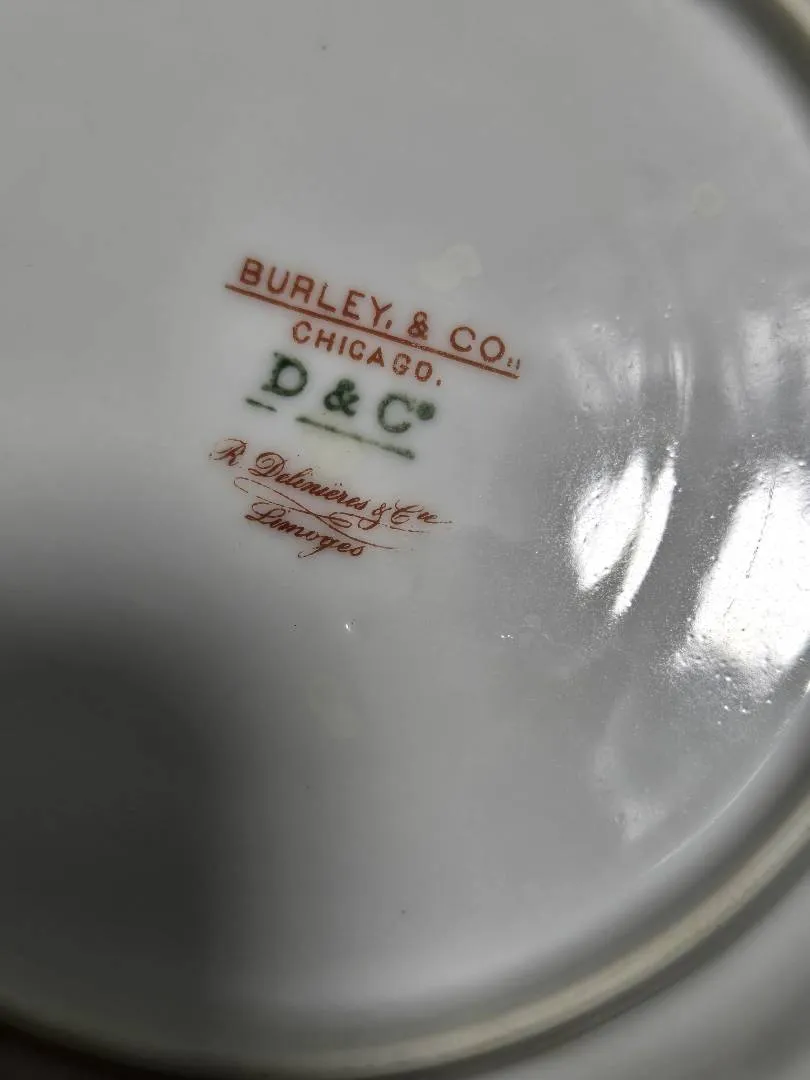 BURLEY, & CO.,
CHICAGO.
D & Cº
R. Delinières & Cie
Limoges